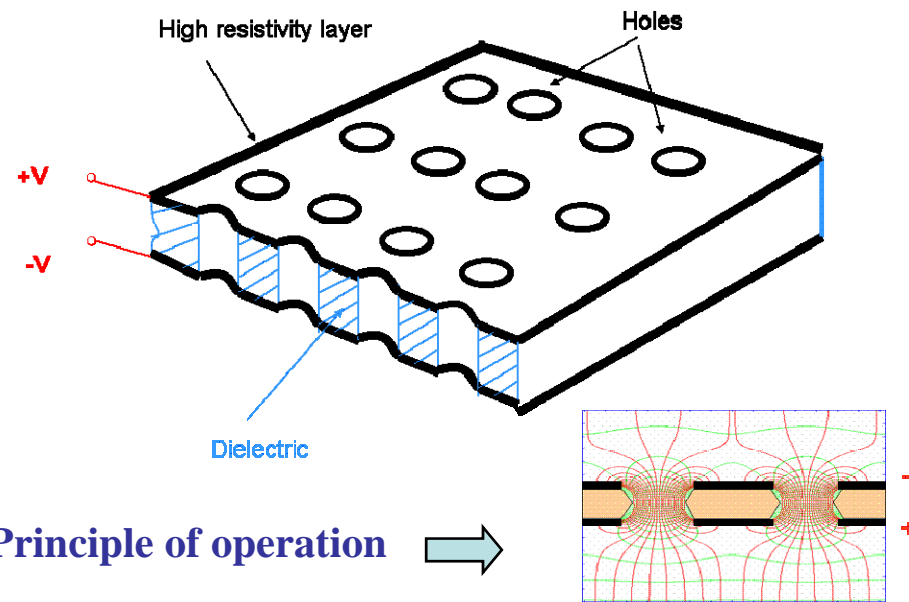 High resistivity layer
Holes
+V
-V
Dielectric
Principle of operation
-
+